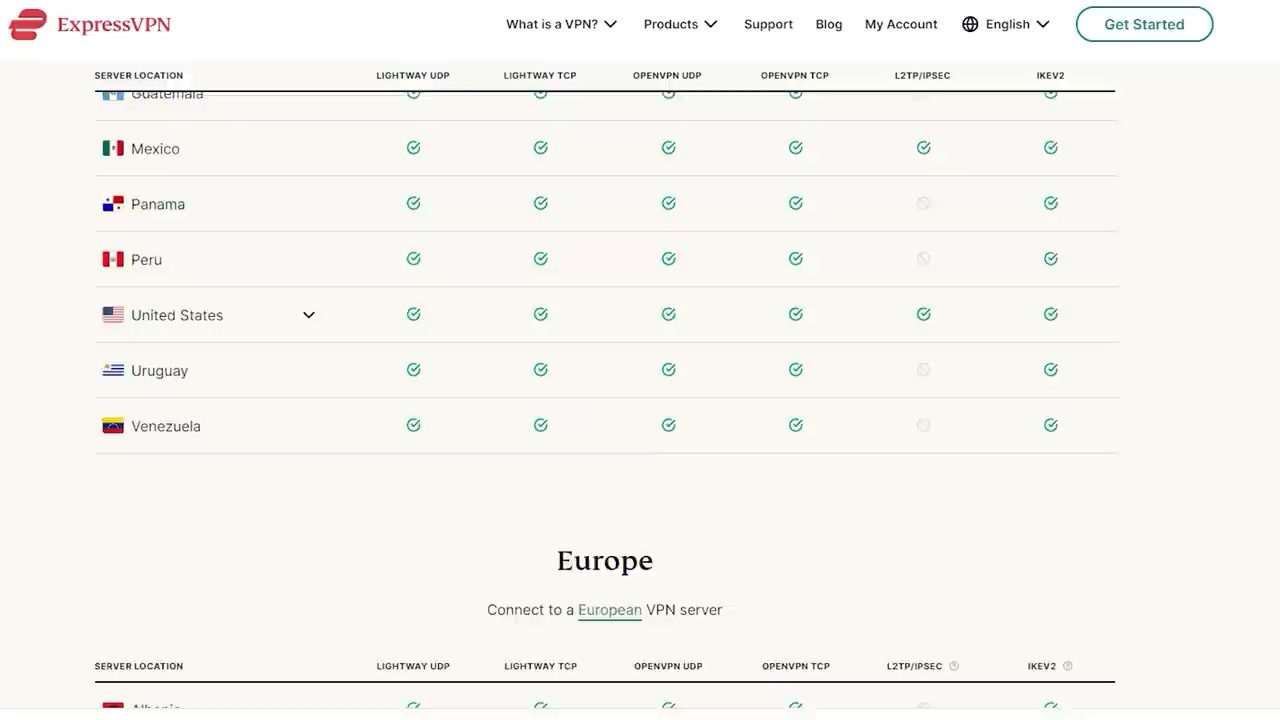 ExpressVPN
What is a VPN? Products Support Blog My Account English Get Started
SERVER LOCATION LIGHTWAY UDP LIGHTWAY TCP OPENVPN UDP OPENVPN TCP L2TP/IPSEC IKEV2
Guatemala
Mexico
Panama
Peru
United States
Uruguay
Venezuela
Europe
Connect to a European VPN server
SERVER LOCATION LIGHTWAY UDP LIGHTWAY TCP OPENVPN UDP OPENVPN TCP L2TP/IPSEC IKEV2
Albania